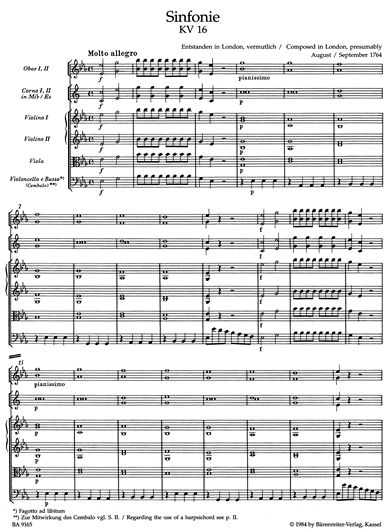 Sinfonie
KV 16
Entstanden in London, vermutlich / Composed in London, presumably
August / September 1764
Molto allegro
Oboe I, II
pianissimo
Corno I, II
in Mib / Es
f
Violino I
Violino II
Viola
Violoncello e Basso*)
(Cembalo) **)
f
p
7
f
p
f
15
pianissimo
p
p
p
*) Fagotto ad libitum
**) Zur Mitwirkung des Cembalo vgl. S. II. / Regarding the use of a harpsichord see p. II.
BA 9165
© 1984 by Bärenreiter-Verlag, Kassel